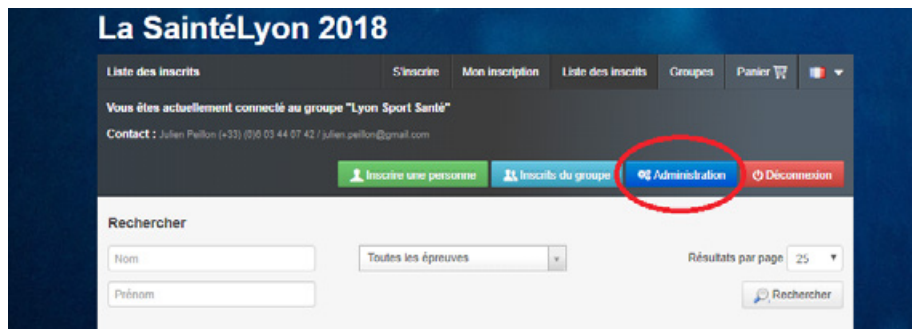 La SaintéLyon 2018
Liste des inscrits S'inscrire Mon inscription Liste des inscrits Groupes Panier
Vous êtes actuellement connecté au groupe "Lyon Sport Santé"
Contact : Julien Peillon (+33) (0)6 03 44 07 42 / julien.peillon@gmail.com
Inscrire une personne Inscrits du groupe Administration Déconnexion
Rechercher
Nom Toutes les épreuves Résultats par page 25
Prénom Rechercher